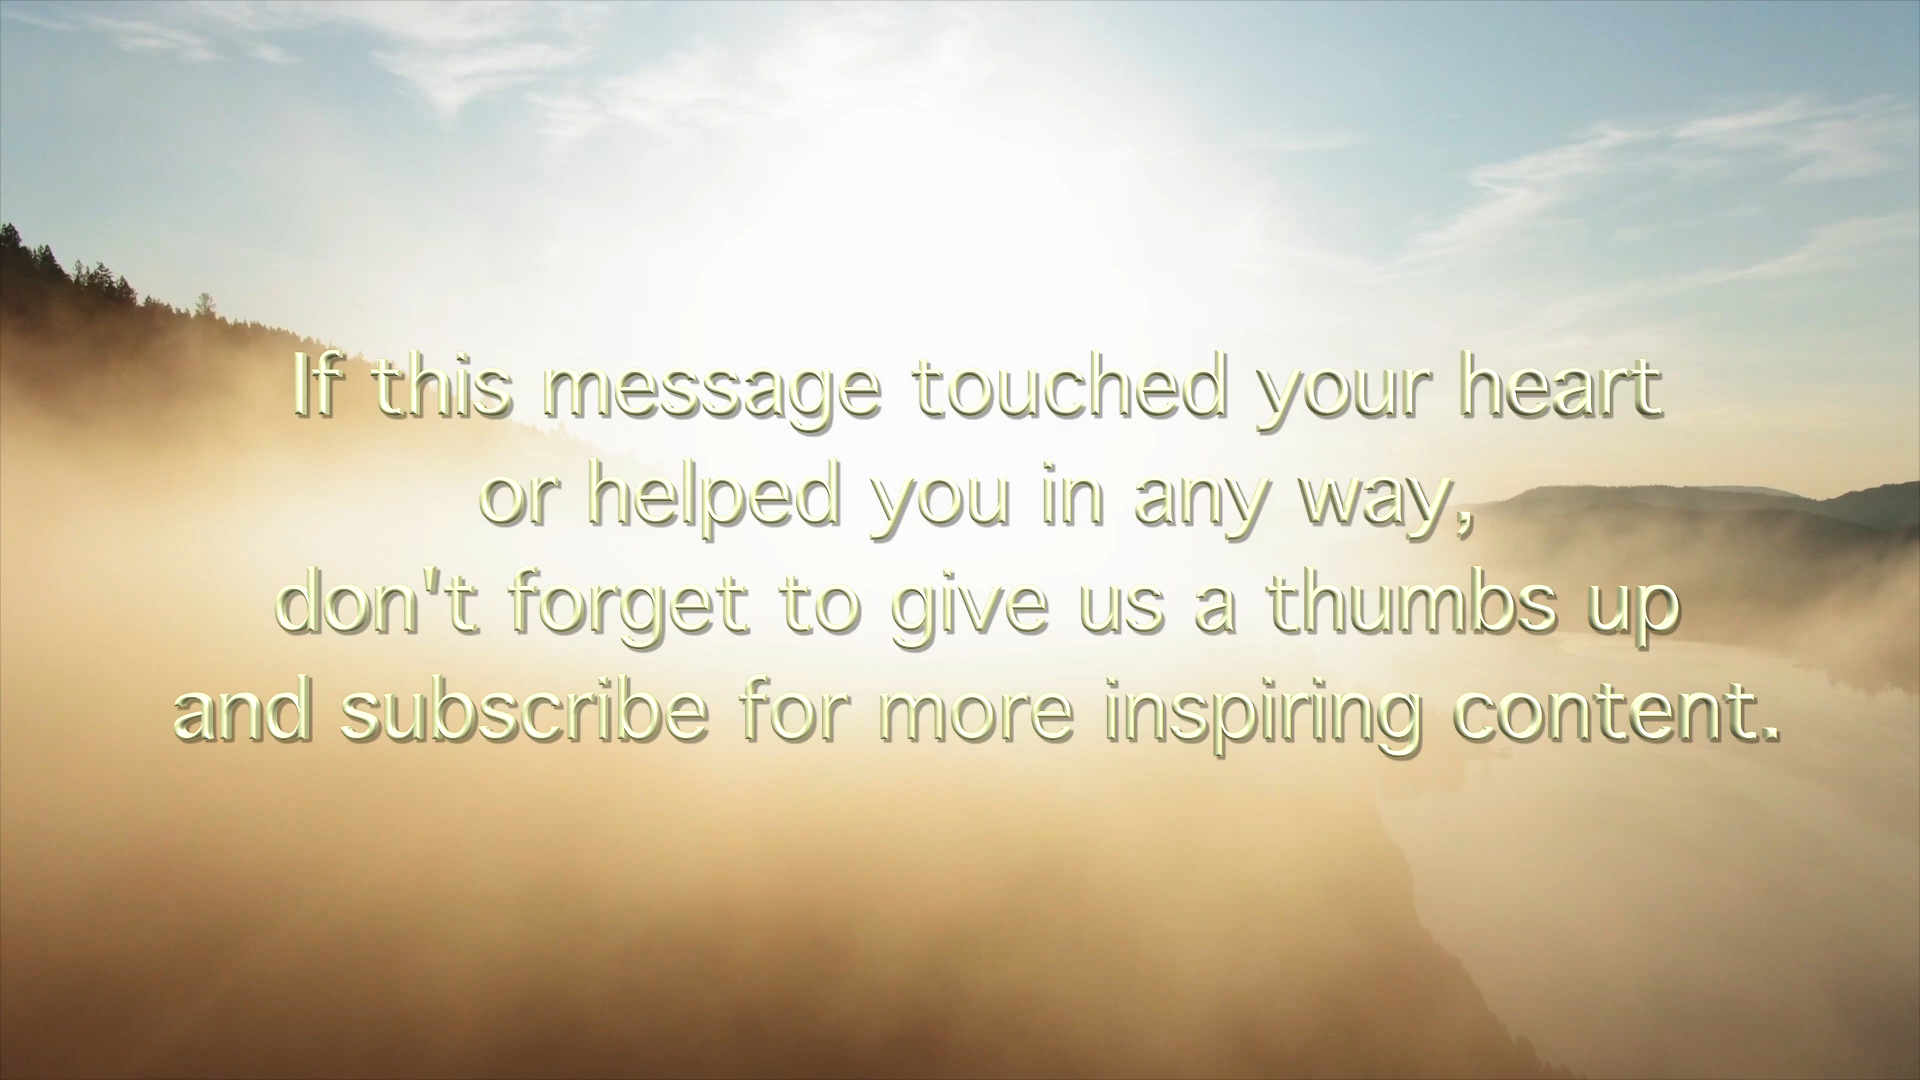 If this message touched your heart
or helped you in any way,
don't forget to give us a thumbs up
and subscribe for more inspiring content.